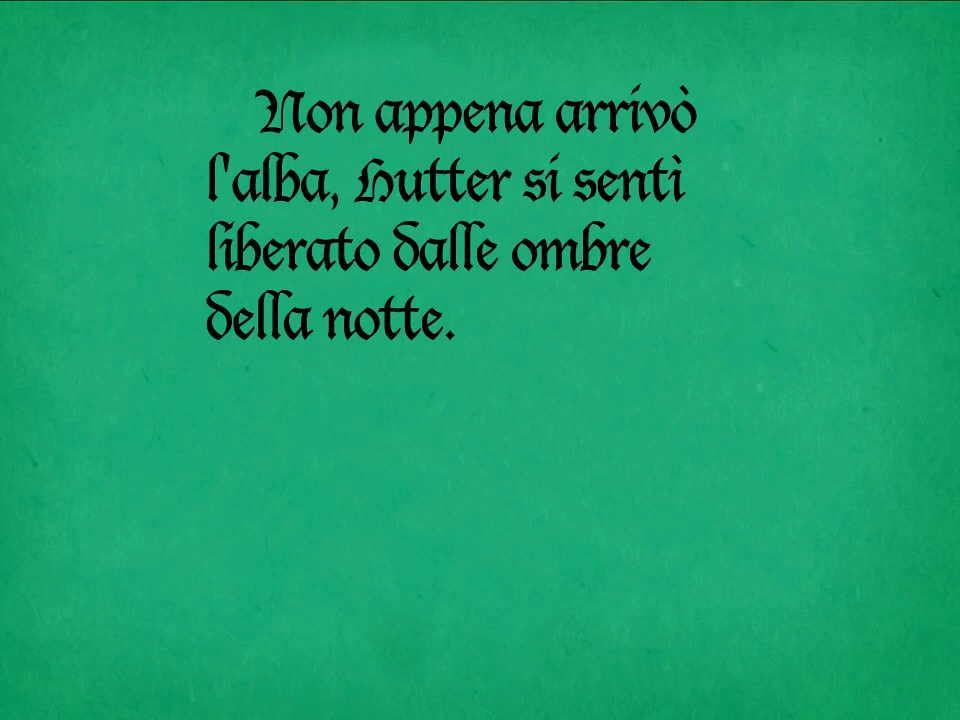 Non appena arrivò
l'alba, Hutter si sentì
liberato dalle ombre
della notte.